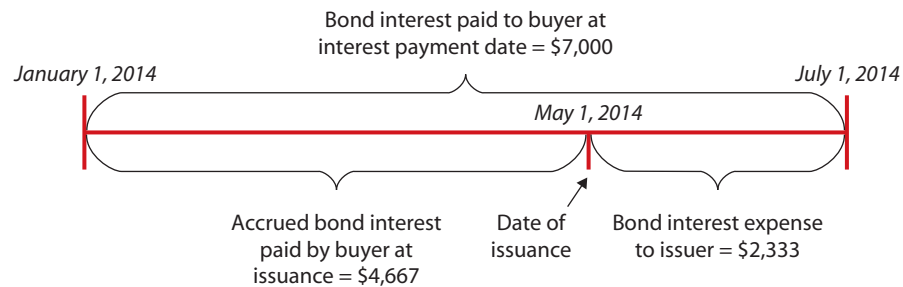 Bond interest paid to buyer at
interest payment date = $7,000
January 1, 2014
July 1, 2014
May 1, 2014
Accrued bond interest
paid by buyer at
issuance = $4,667
Date of
issuance
Bond interest expense
to issuer = $2,333